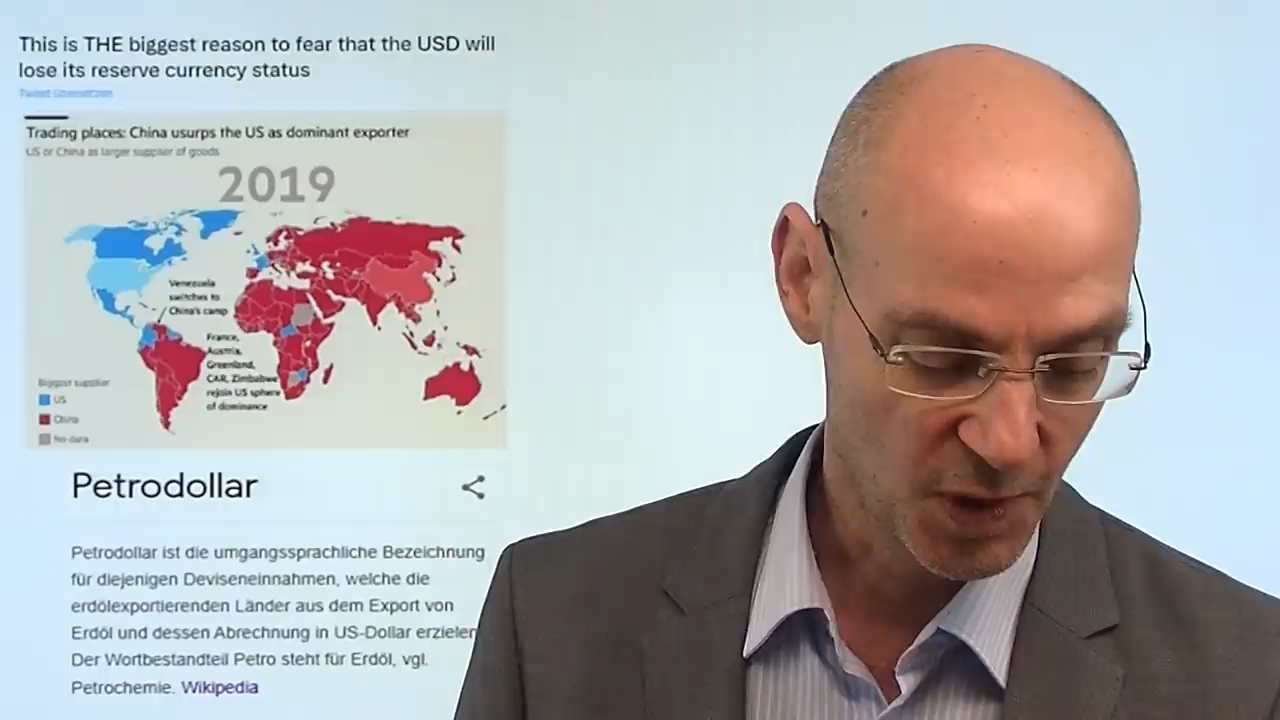 This is THE biggest reason to fear that the USD will
lose its reserve currency status
Tweet übersetzen
Trading places: China usurps the US as dominant exporter
US or China as larger supplier of goods
2019
Venezuela
switches to
China's camp
France,
Austria,
Greenland,
CAR, Zimbabwe
rejoin US sphere
of dominance
Biggest supplier
US
China
No data
Petrodollar
Petrodollar ist die umgangssprachliche Bezeichnung
für diejenigen Deviseneinnahmen, welche die
erdölexportierenden Länder aus dem Export von
Erdöl und dessen Abrechnung in US-Dollar erzielen
Der Wortbestandteil Petro steht für Erdöl, vgl.
Petrochemie. Wikipedia